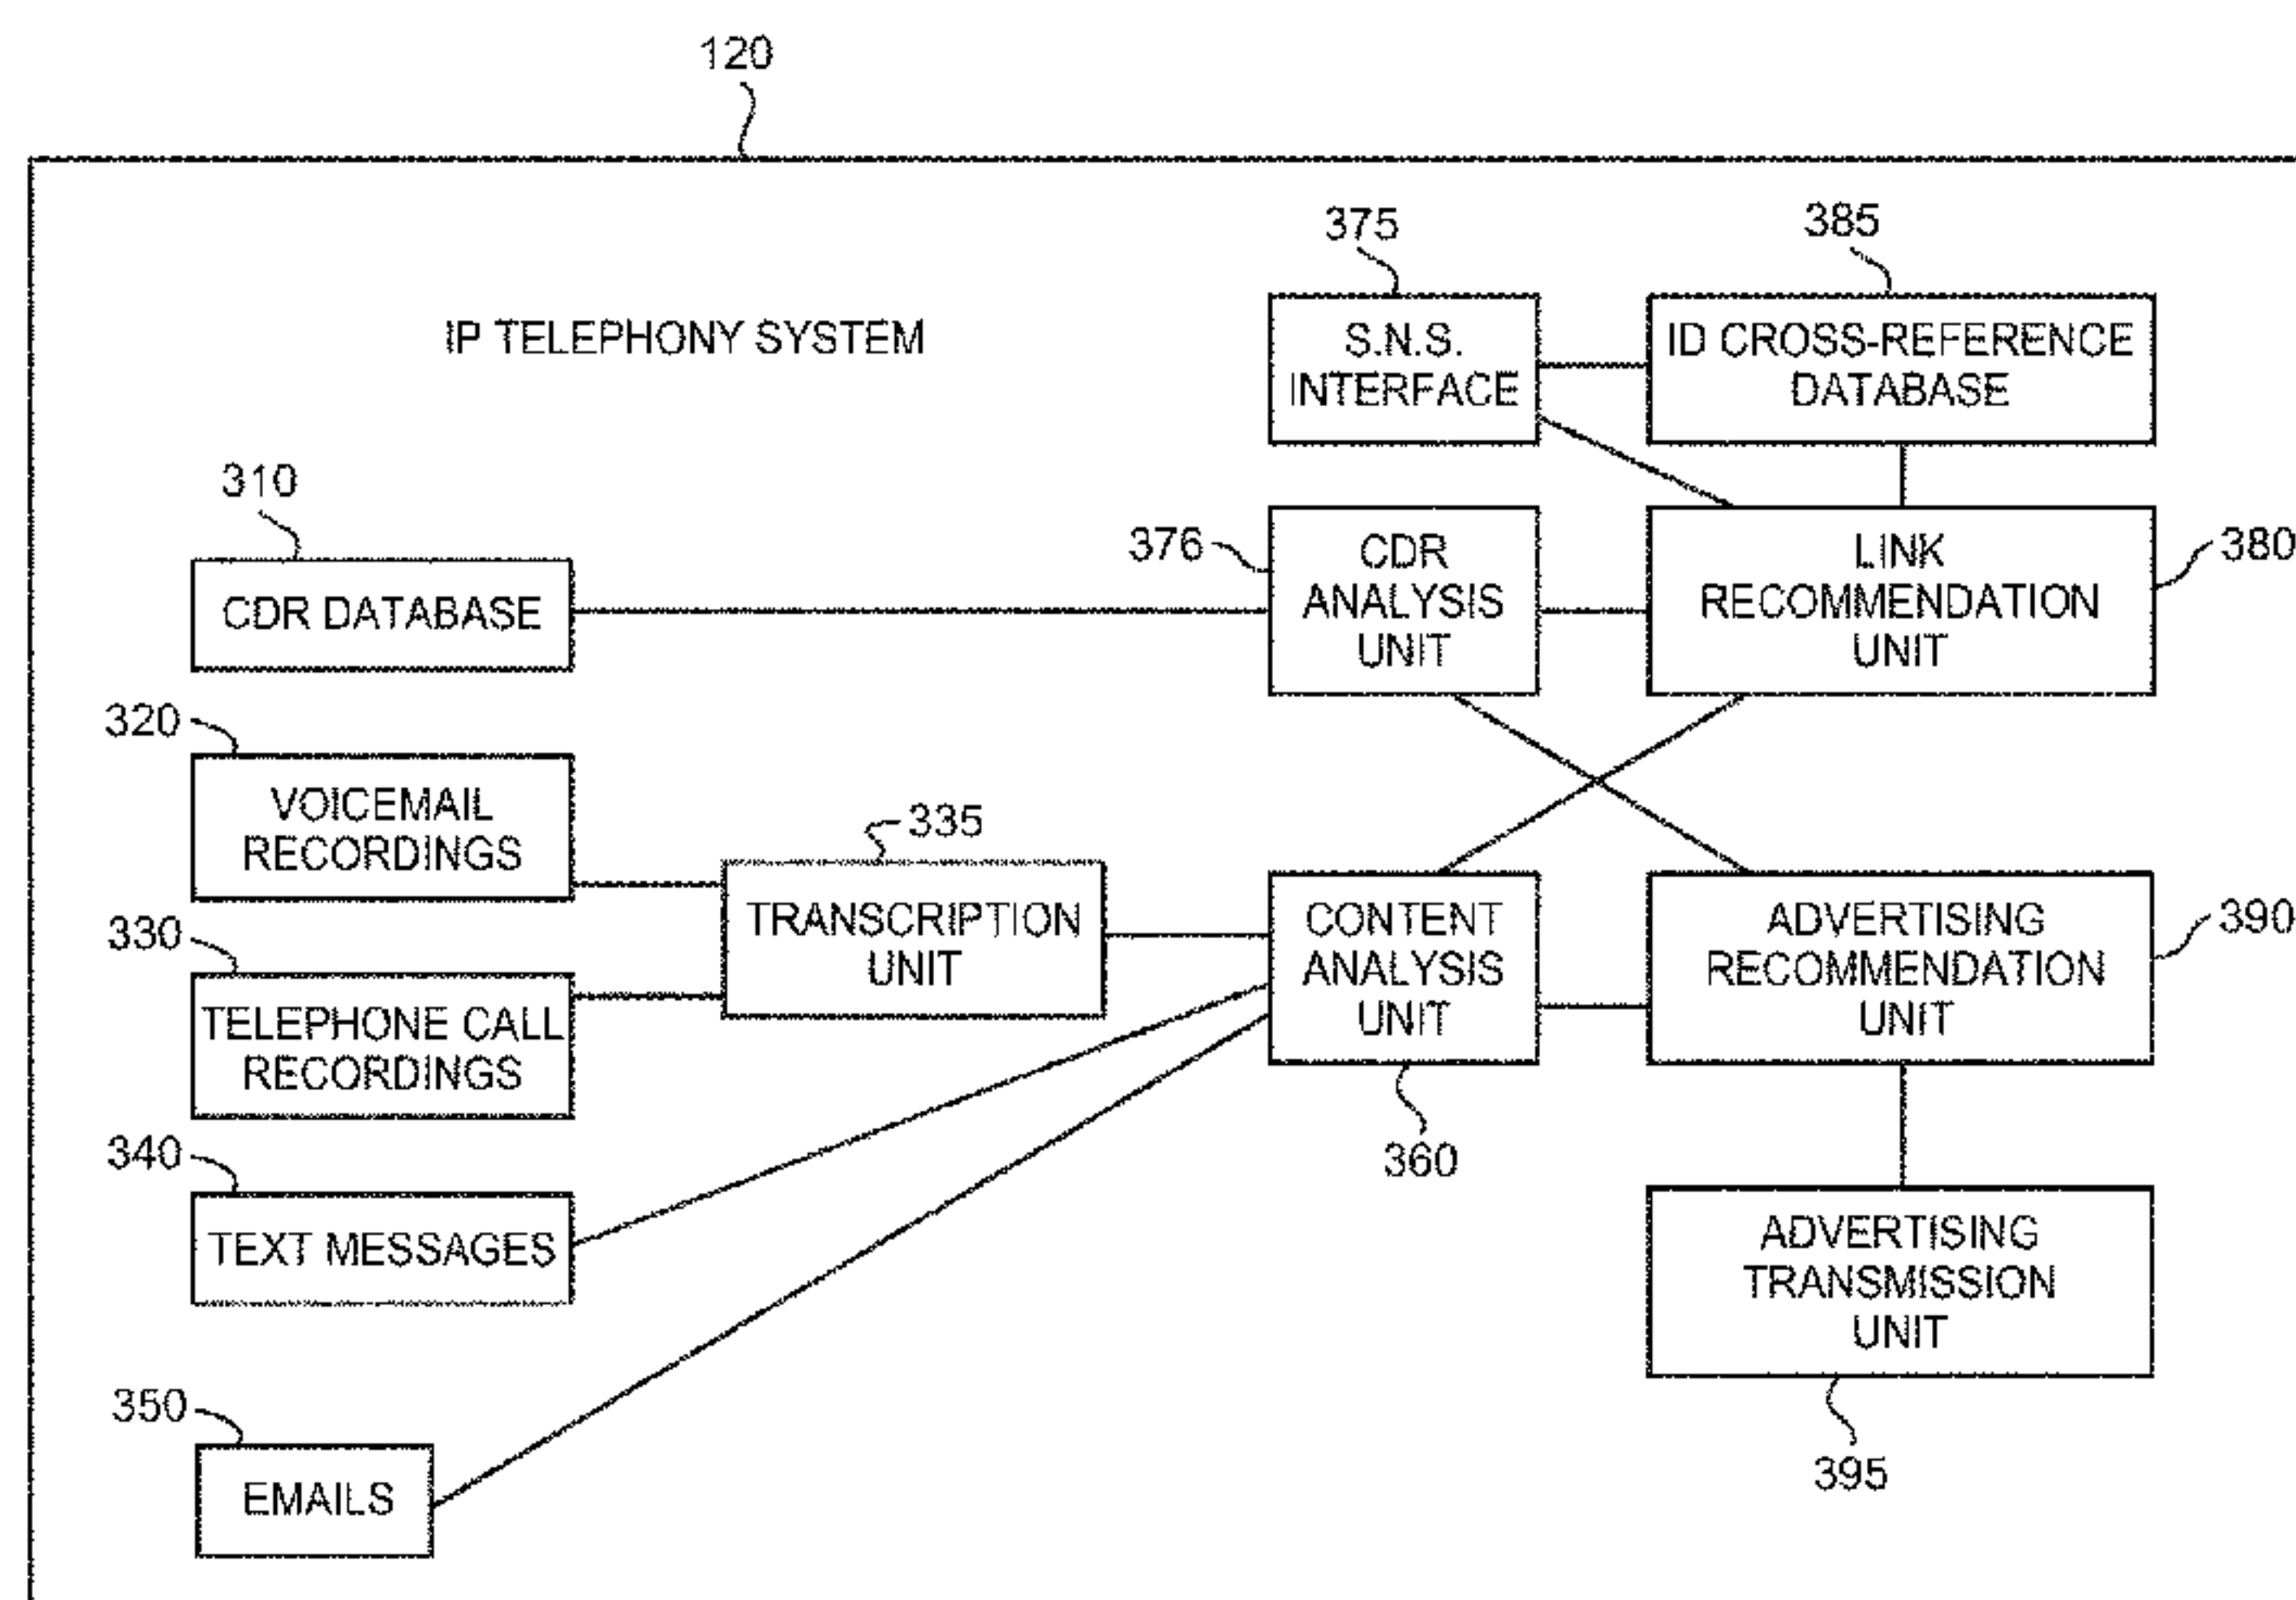 120
IP TELEPHONY SYSTEM
375
S.N.S.
INTERFACE
385
ID CROSS-REFERENCE
DATABASE
310
CDR DATABASE
376
CDR
ANALYSIS
UNIT
LINK
RECOMMENDATION
UNIT
380
320
VOICEMAIL
RECORDINGS
330
TELEPHONE CALL
RECORDINGS
335
TRANSCRIPTION
UNIT
CONTENT
ANALYSIS
UNIT
360
ADVERTISING
RECOMMENDATION
UNIT
390
340
TEXT MESSAGES
ADVERTISING
TRANSMISSION
UNIT
395
350
EMAILS